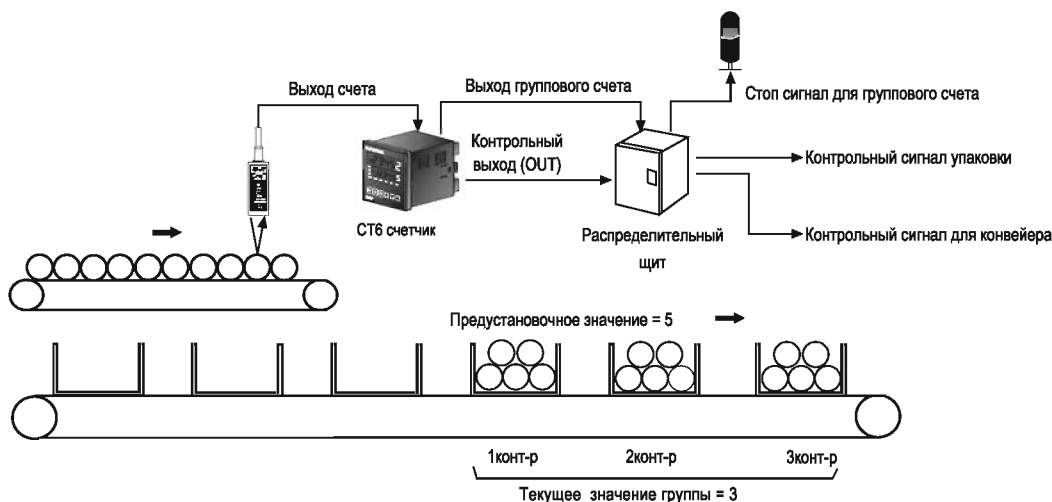 Выход счета
Выход группового счета
Стоп сигнал для группового счета
Контрольный
выход (OUT)
Контрольный сигнал упаковки
СТ6 счетчик
Распределительный
щит
Контрольный сигнал для конвейера
Предустановочное значение = 5
1конт-р
2конт-р
3конт-р
Текущее значение группы = 3